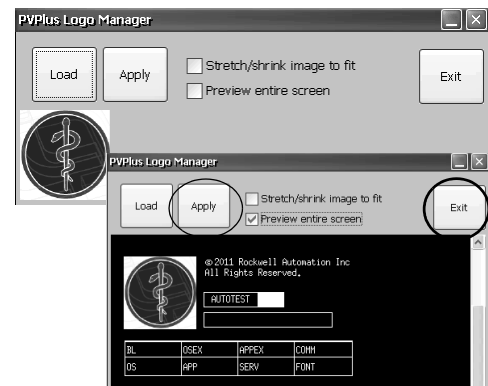 PVPlus Logo Manager
Load
Apply
Stretch/shrink image to fit
Preview entire screen
Exit
PVPlus Logo Manager
Load
Apply
Stretch/shrink image to fit
Preview entire screen
Exit
© 2011 Rockwell Automation Inc
All Rights Reserved.
AUTOTEST
BL OSEX APPEX COMM
OS APP SERV FONT